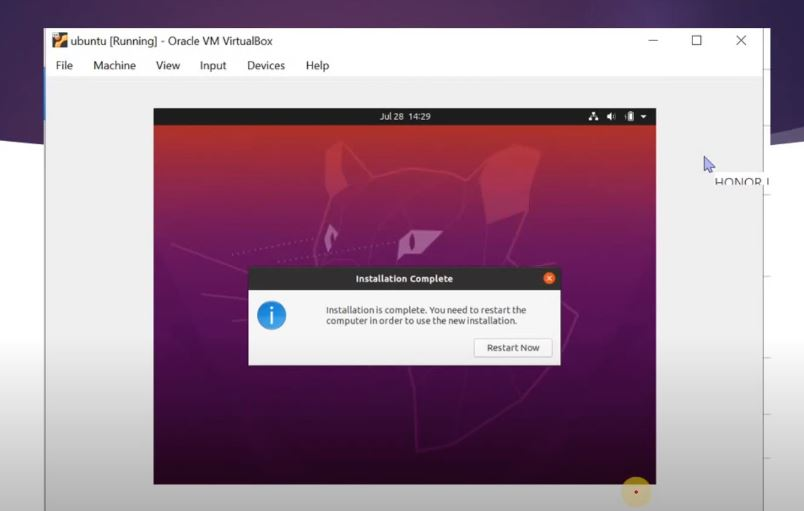 ubuntu [Running] - Oracle VM VirtualBox
File Machine View Input Devices Help
Jul 28 14:29
HONOR
Installation Complete
Installation is complete. You need to restart the
computer in order to use the new installation.
Restart Now